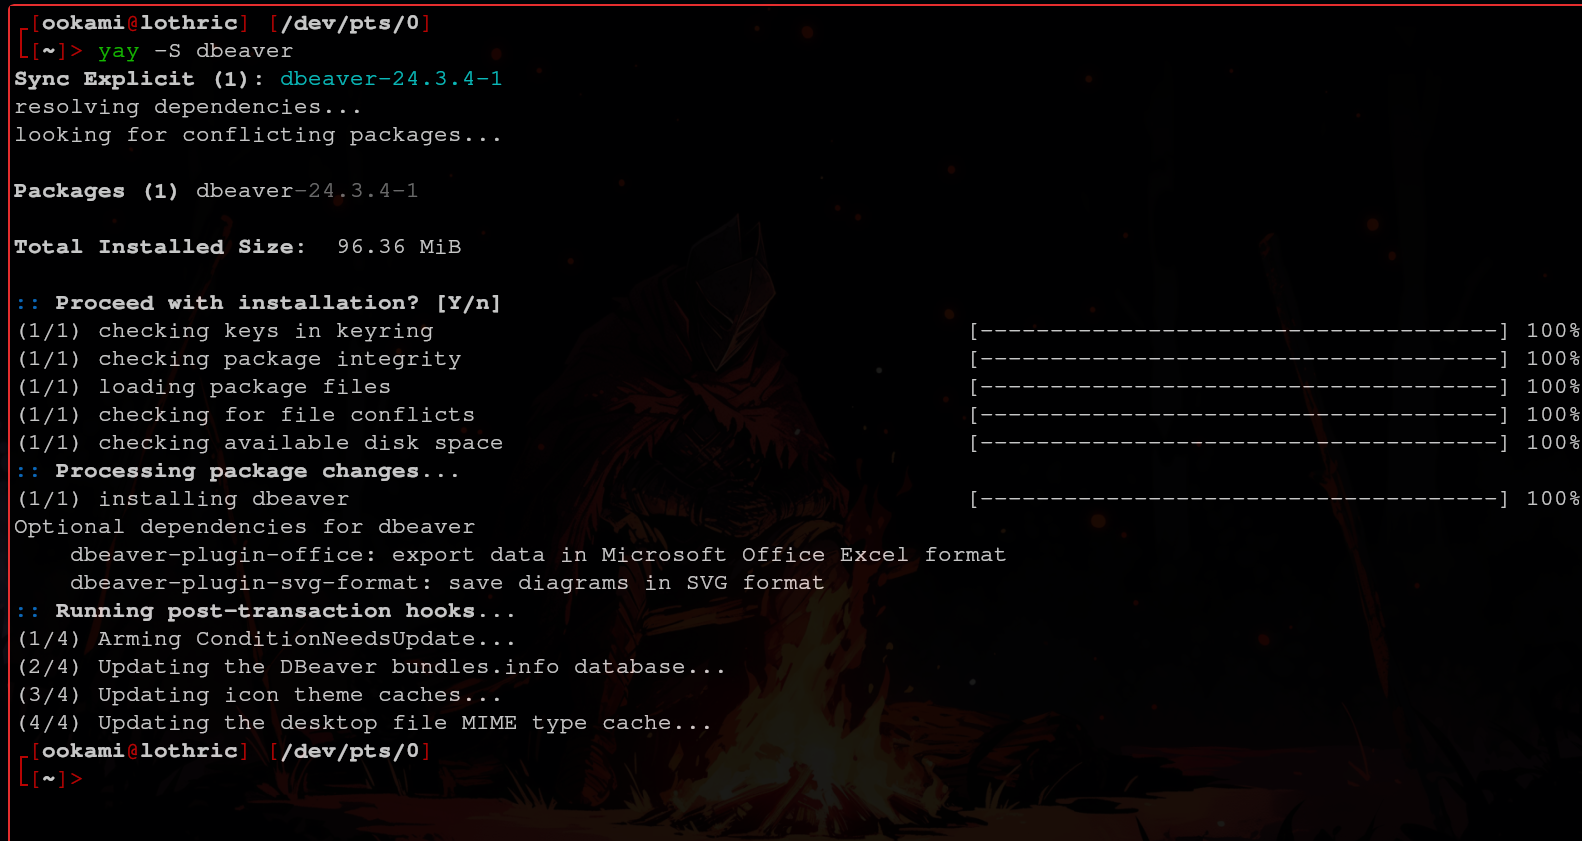 [ookami@lothric] [/dev/pts/0]
[~]> yay -S dbeaver
Sync Explicit (1): dbeaver-24.3.4-1
resolving dependencies...
looking for conflicting packages...
Packages (1) dbeaver-24.3.4-1
Total Installed Size:  96.36 MiB
:: Proceed with installation? [Y/n]
(1/1) checking keys in keyring [-------------------------------------] 100%
(1/1) checking package integrity [-------------------------------------] 100%
(1/1) loading package files [-------------------------------------] 100%
(1/1) checking for file conflicts [-------------------------------------] 100%
(1/1) checking available disk space [-------------------------------------] 100%
:: Processing package changes...
(1/1) installing dbeaver [-------------------------------------] 100%
Optional dependencies for dbeaver
    dbeaver-plugin-office: export data in Microsoft Office Excel format
    dbeaver-plugin-svg-format: save diagrams in SVG format
:: Running post-transaction hooks...
(1/4) Arming ConditionNeedsUpdate...
(2/4) Updating the DBeaver bundles.info database...
(3/4) Updating icon theme caches...
(4/4) Updating the desktop file MIME type cache...
[ookami@lothric] [/dev/pts/0]
[~]>